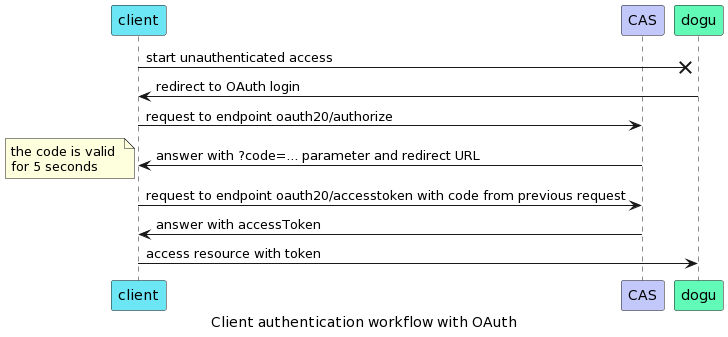 client
CAS
dogu
start unauthenticated access
redirect to OAuth login
request to endpoint oauth20/authorize
the code is valid
for 5 seconds
answer with ?code=... parameter and redirect URL
request to endpoint oauth20/accesstoken with code from previous request
answer with accessToken
access resource with token
client
CAS
dogu
Client authentication workflow with OAuth